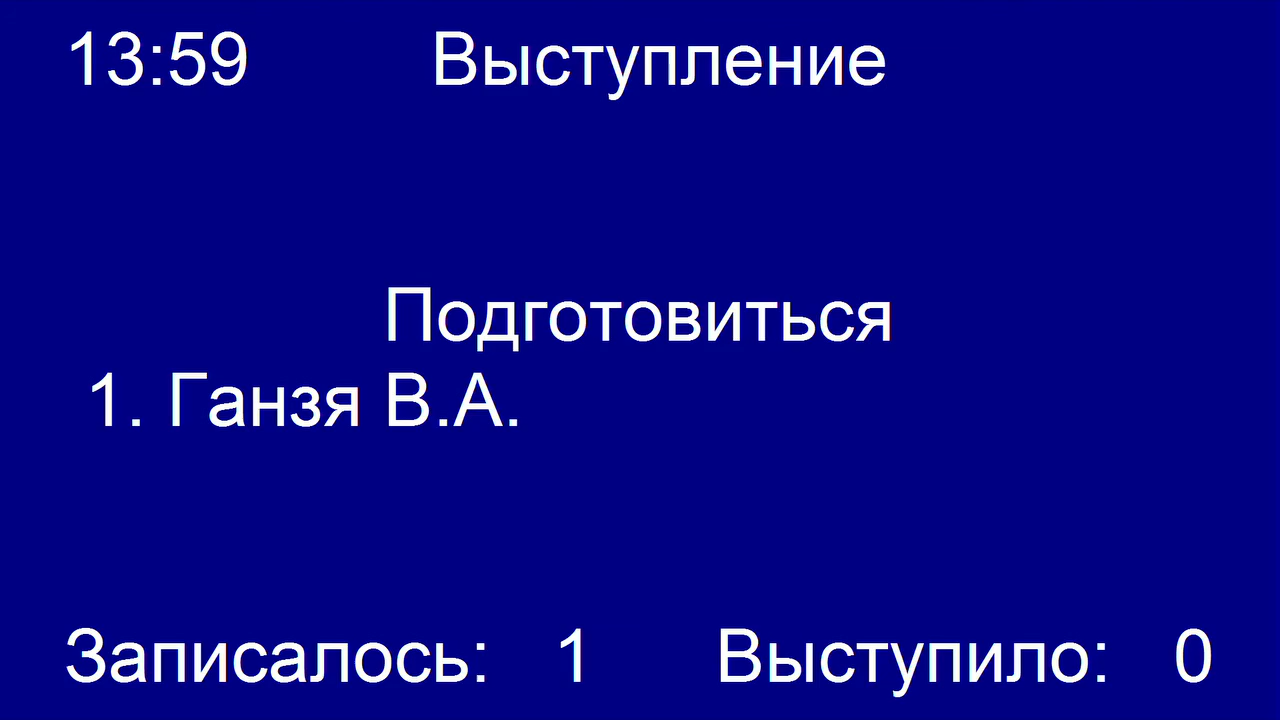 13:59 Выступление
Подготовиться
1. Ганзя В.А.
Записалось: 1 Выступило: 0